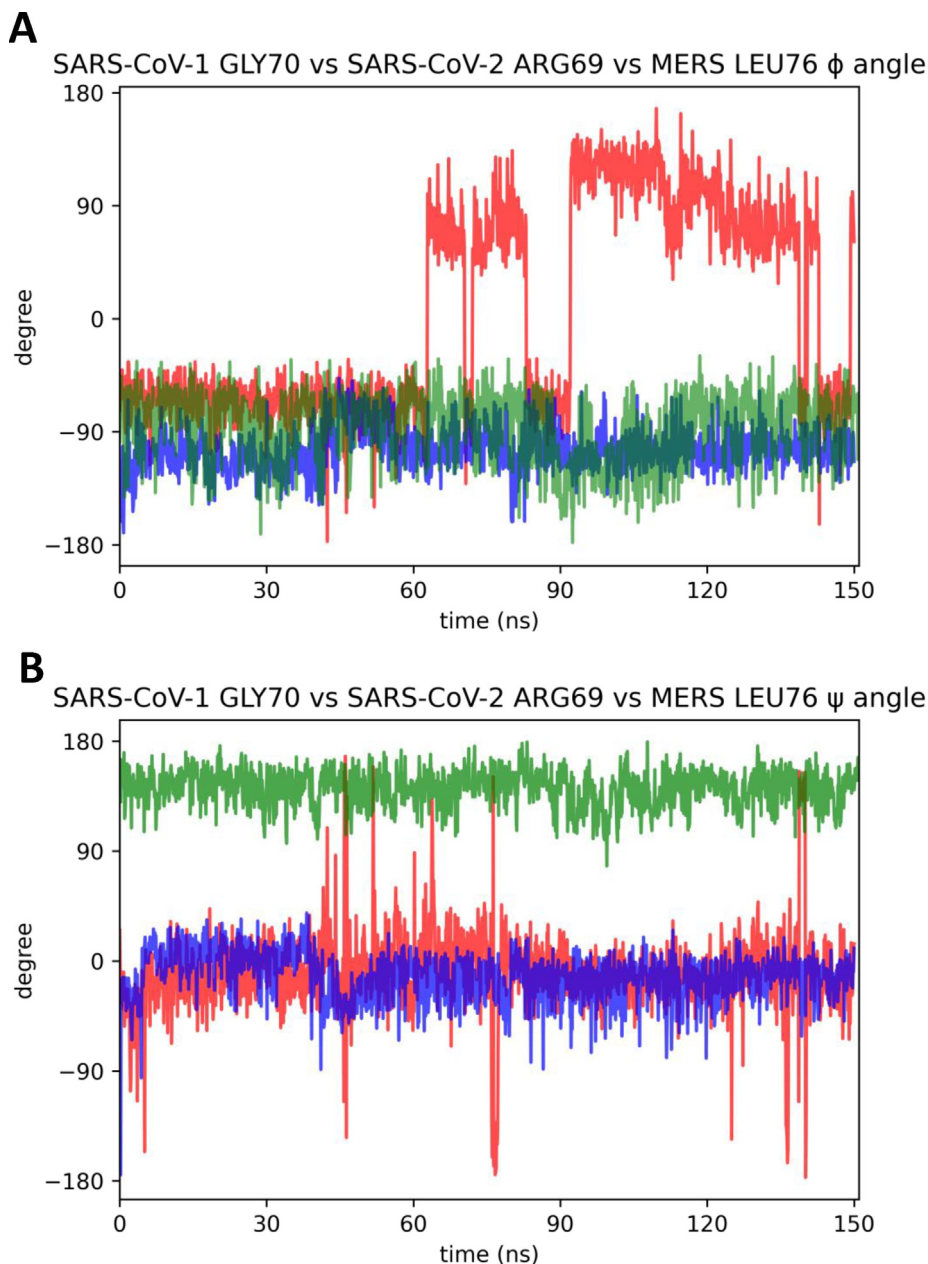 A
SARS-CoV-1 GLY70 vs SARS-CoV-2 ARG69 vs MERS LEU76 ϕ angle
180
90
0
−90
−180
degree
0 30 60 90 120 150
time (ns)
B
SARS-CoV-1 GLY70 vs SARS-CoV-2 ARG69 vs MERS LEU76 ψ angle
180
90
0
−90
−180
degree
0 30 60 90 120 150
time (ns)